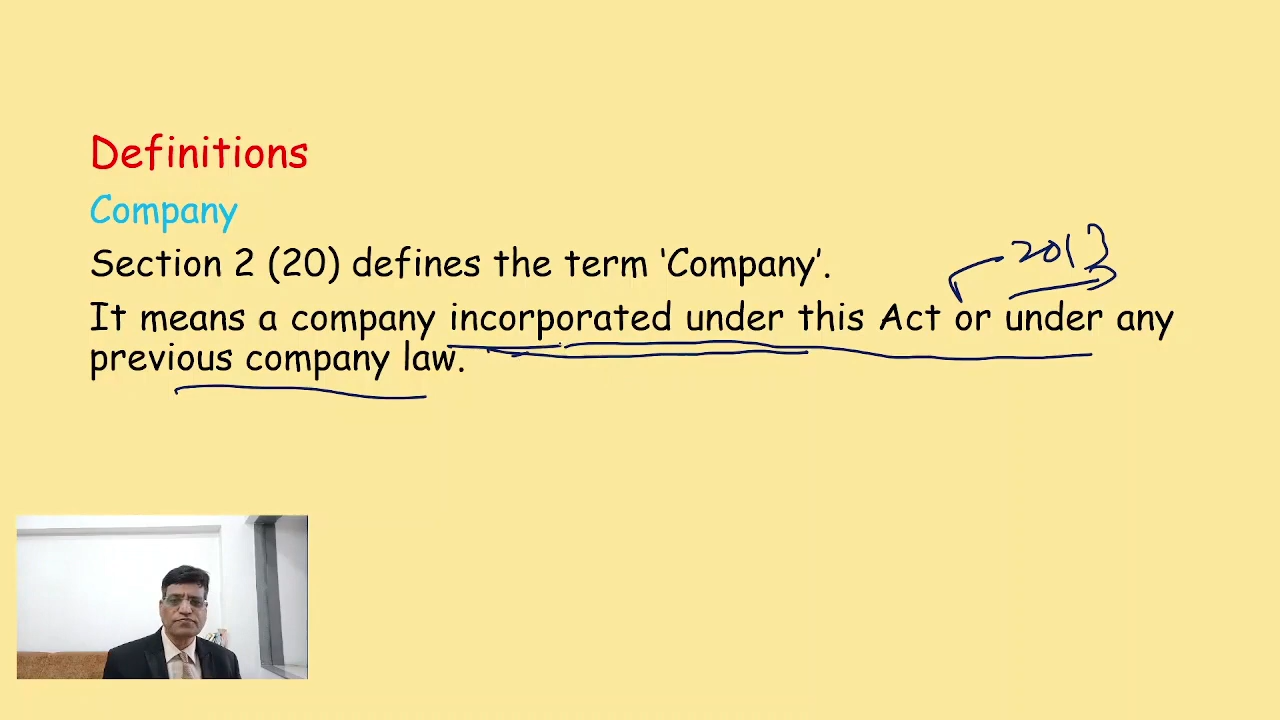 Definitions
Company
Section 2 (20) defines the term ‘Company’.
2013
It means a company incorporated under this Act or under any
previous company law.